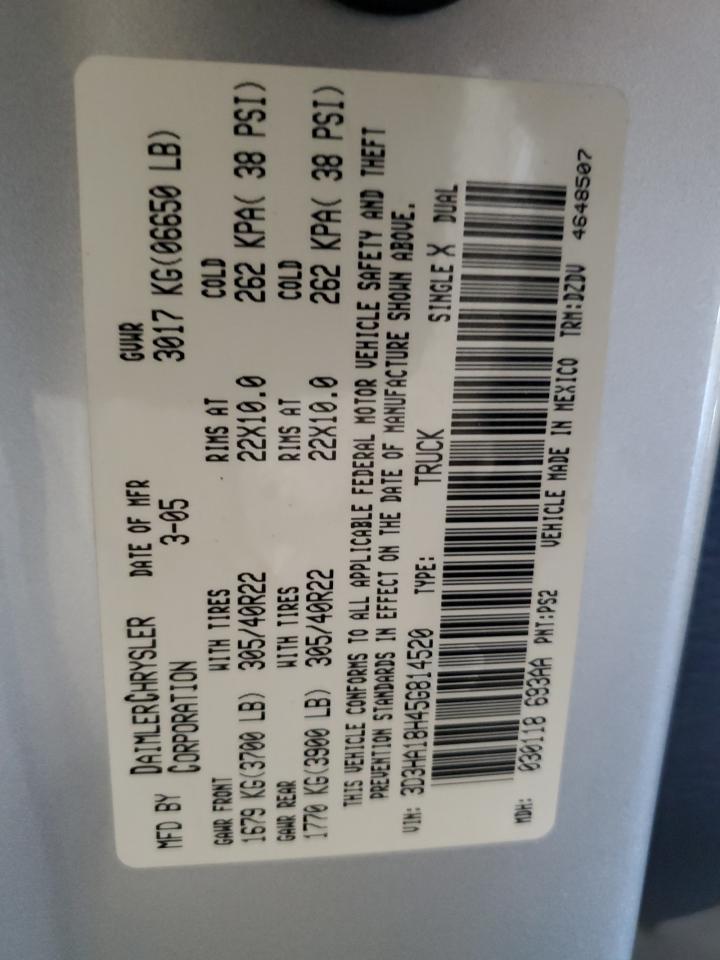 MFD BY DAIMLERCHRYSLER CORPORATION DATE OF MFR 3-05 GVWR 3017 KG(06650 LB)
GAWR FRONT WITH TIRES RIMS AT COLD
1679 KG(3700 LB) 305/40R22 22X10.0 262 KPA( 38 PSI)
GAWR REAR WITH TIRES RIMS AT COLD
1770 KG(3900 LB) 305/40R22 22X10.0 262 KPA( 38 PSI)
THIS VEHICLE CONFORMS TO ALL APPLICABLE FEDERAL MOTOR VEHICLE SAFETY AND THEFT
PREVENTION STANDARDS IN EFFECT ON THE DATE OF MANUFACTURE SHOWN ABOVE.
VIN: 3D3HA18H45G814520 TYPE: TRUCK SINGLE X DUAL
MDH: 030118 693AA PNT:PS2 VEHICLE MADE IN MEXICO TRM:DZDV 4648507